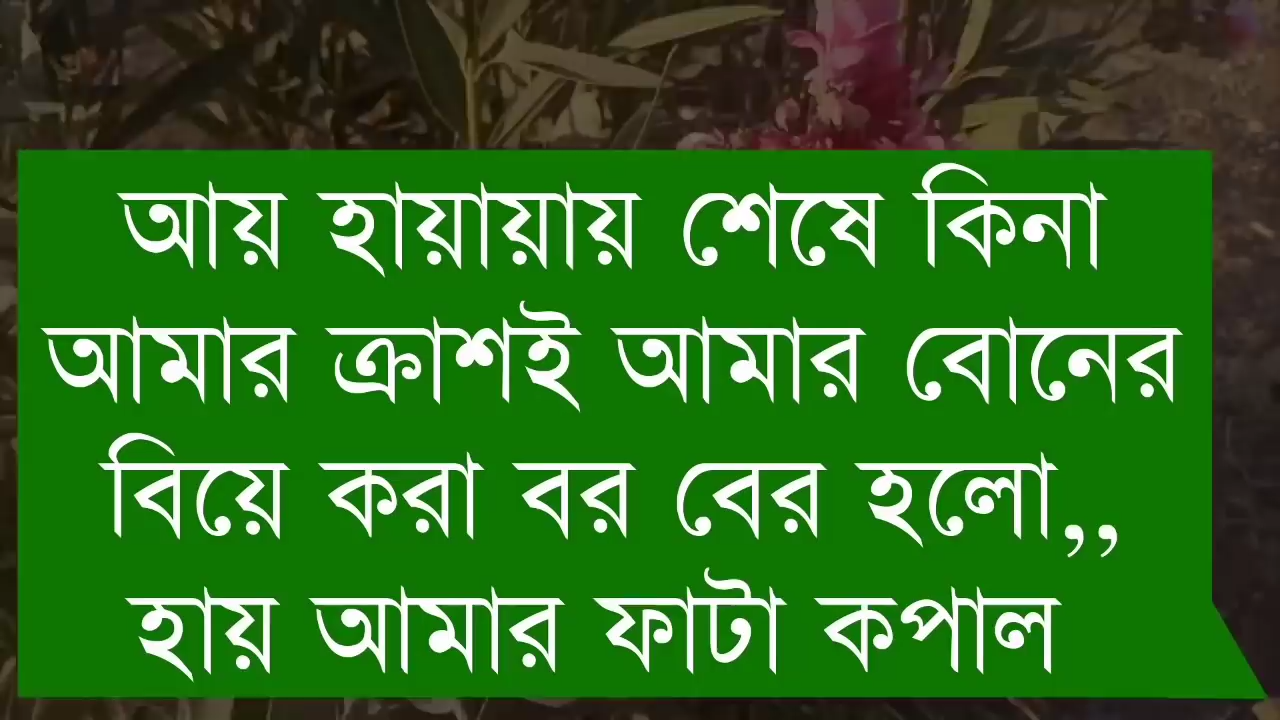 আয় হায়ায়ায় শেষে কিনা
আমার ক্রাশই আমার বোনের
বিয়ে করা বর বের হলো,,
হায় আমার ফাটা কপাল